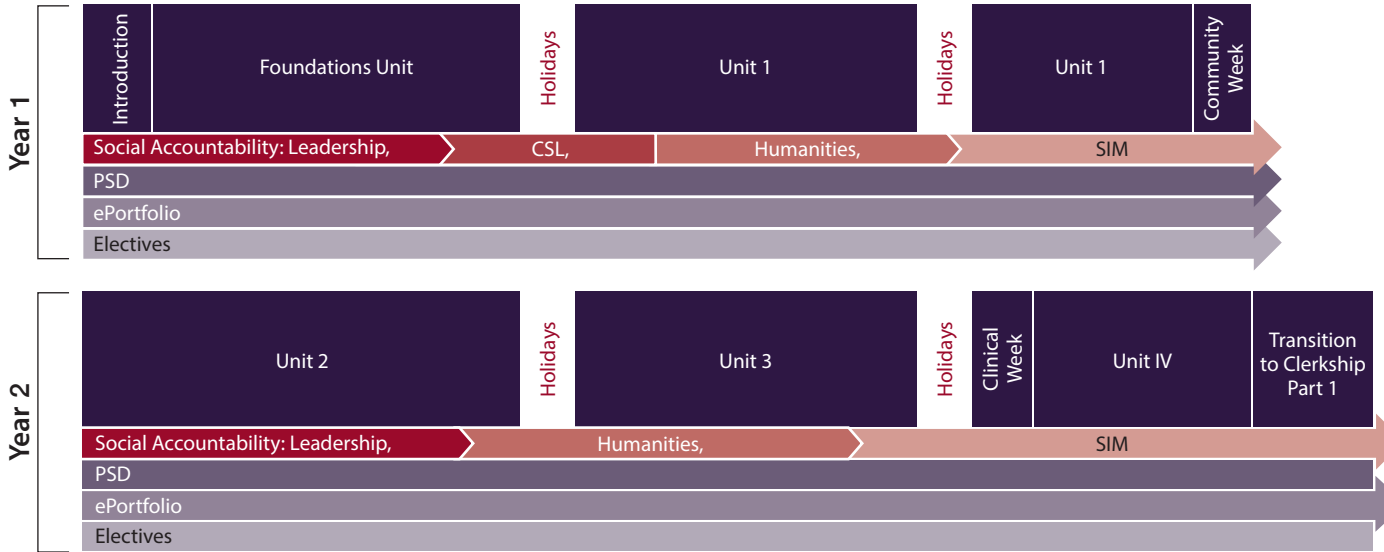 Year 1
Introduction
Foundations Unit
Holidays
Unit 1
Holidays
Unit 1
Community
Week
Social Accountability: Leadership,
CSL,
Humanities,
SIM
PSD
ePortfolio
Electives
Year 2
Unit 2
Holidays
Unit 3
Holidays
Clinical
Week
Unit IV
Transition
to Clerkship
Part 1
Social Accountability: Leadership,
Humanities,
SIM
PSD
ePortfolio
Electives